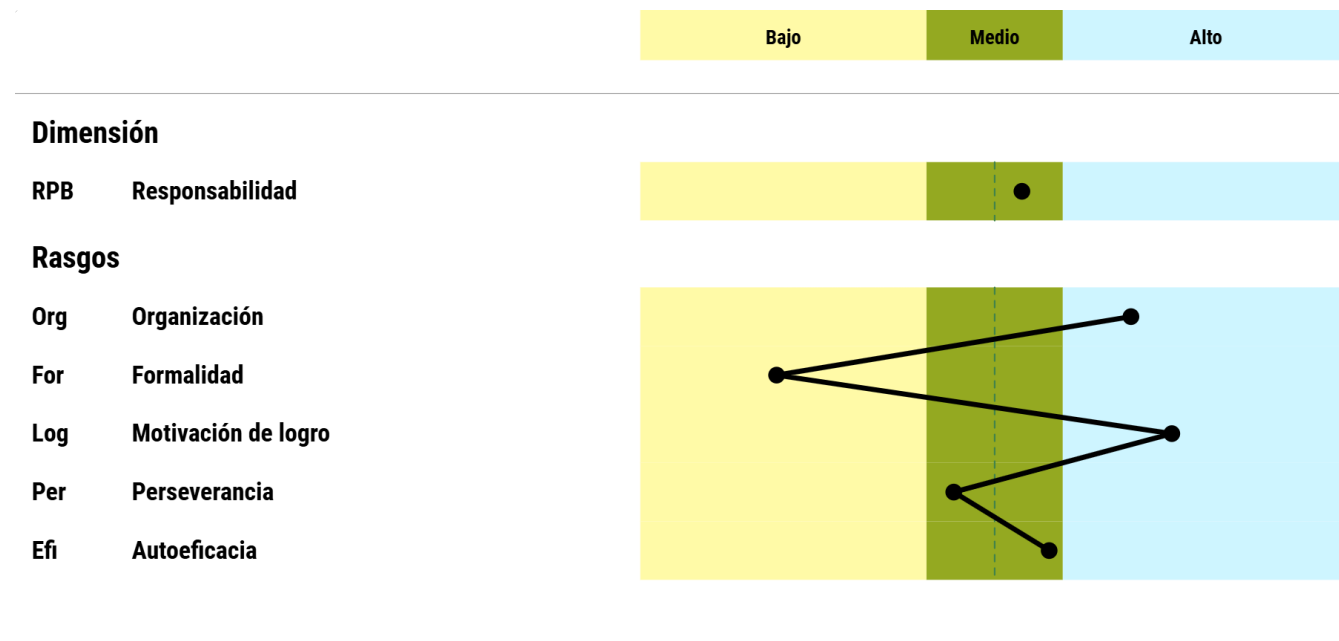 Bajo Medio Alto
Dimensión
RPB Responsabilidad
Rasgos
Org Organización
For Formalidad
Log Motivación de logro
Per Perseverancia
Efi Autoeficacia